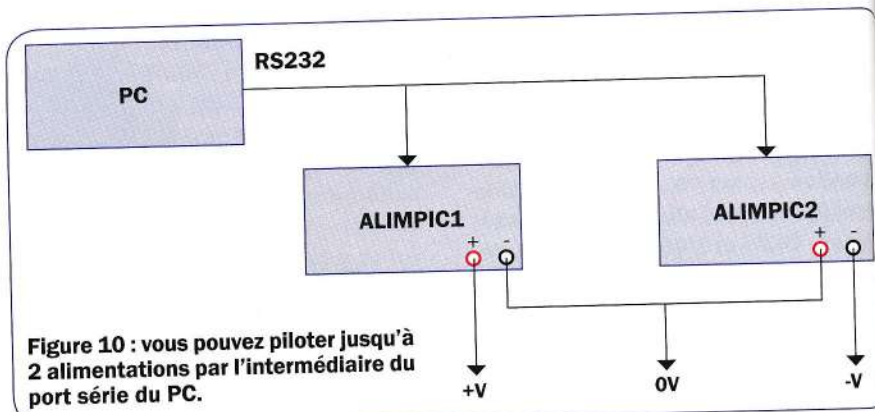 PC
RS232
ALIMPIC1
+ -
ALIMPIC2
+ -
Figure 10 : vous pouvez piloter jusqu'à
2 alimentations par l'intermédiaire du
port série du PC.
+V
0V
-V